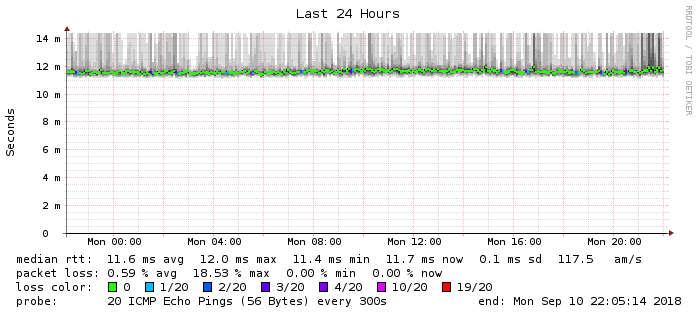 Last 24 Hours
RRDTOOL / TOBI OETIKER
Seconds
14 m
12 m
10 m
8 m
6 m
4 m
2 m
0
Mon 00:00 Mon 04:00 Mon 08:00 Mon 12:00 Mon 16:00 Mon 20:00
median rtt: 11.6 ms avg 12.0 ms max 11.4 ms min 11.7 ms now 0.1 ms sd 117.5 am/s
packet loss: 0.59 % avg 18.53 % max 0.00 % min 0.00 % now
loss color: 0 1/20 2/20 3/20 4/20 10/20 19/20
probe: 20 ICMP Echo Pings (56 Bytes) every 300s end: Mon Sep 10 22:05:14 2018